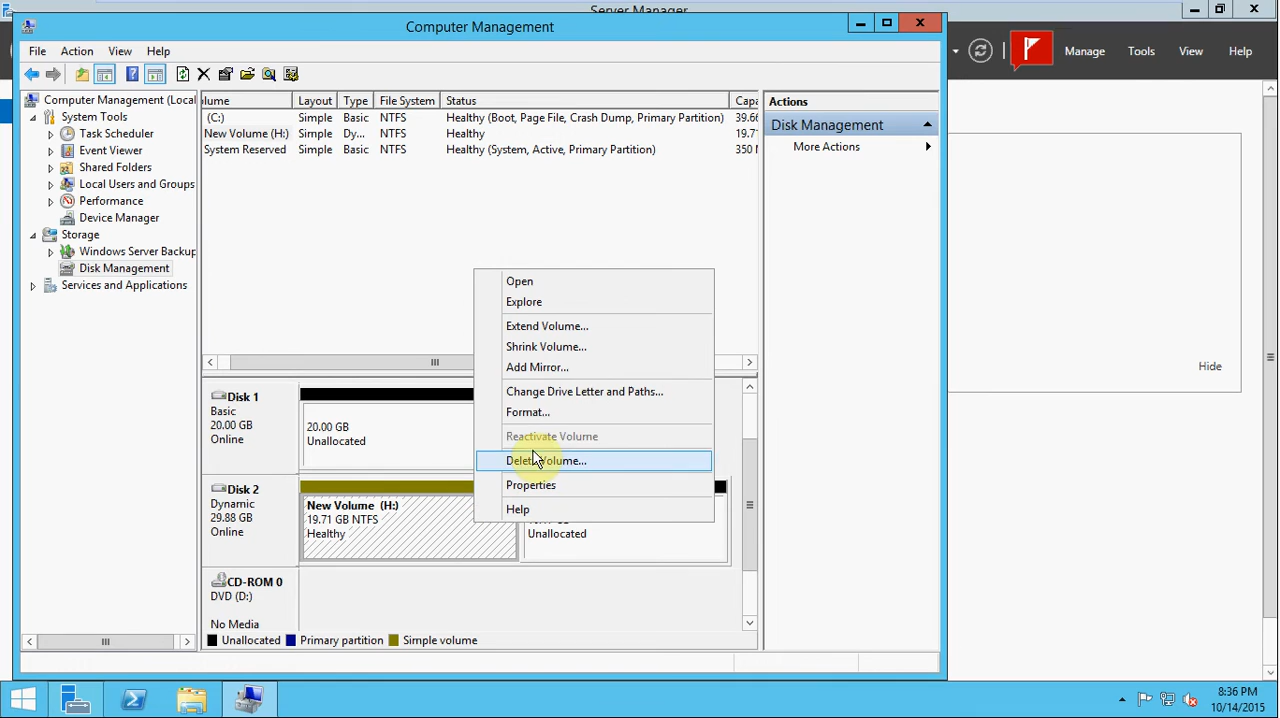 Server Manager
Computer Management
File Action View Help
Manage Tools View Help
Computer Management (Local
System Tools
Task Scheduler
Event Viewer
Shared Folders
Local Users and Groups
Performance
Device Manager
Storage
Windows Server Backup
Disk Management
Services and Applications
olume Layout Type File System Status Capa
(C:) Simple Basic NTFS Healthy (Boot, Page File, Crash Dump, Primary Partition) 39.66
New Volume (H:) Simple Dy... NTFS Healthy 19.71
System Reserved Simple Basic NTFS Healthy (System, Active, Primary Partition) 350 M
Actions
Disk Management
More Actions
Hide
Open
Explore
Extend Volume...
Shrink Volume...
Add Mirror...
Change Drive Letter and Paths...
Format...
Reactivate Volume
Delete Volume...
Properties
Help
Disk 1
Basic
20.00 GB
Online
20.00 GB
Unallocated
Disk 2
Dynamic
29.88 GB
Online
New Volume (H:)
19.71 GB NTFS
Healthy
Unallocated
CD-ROM 0
DVD (D:)
No Media
Unallocated Primary partition Simple volume
8:36 PM
10/14/2015